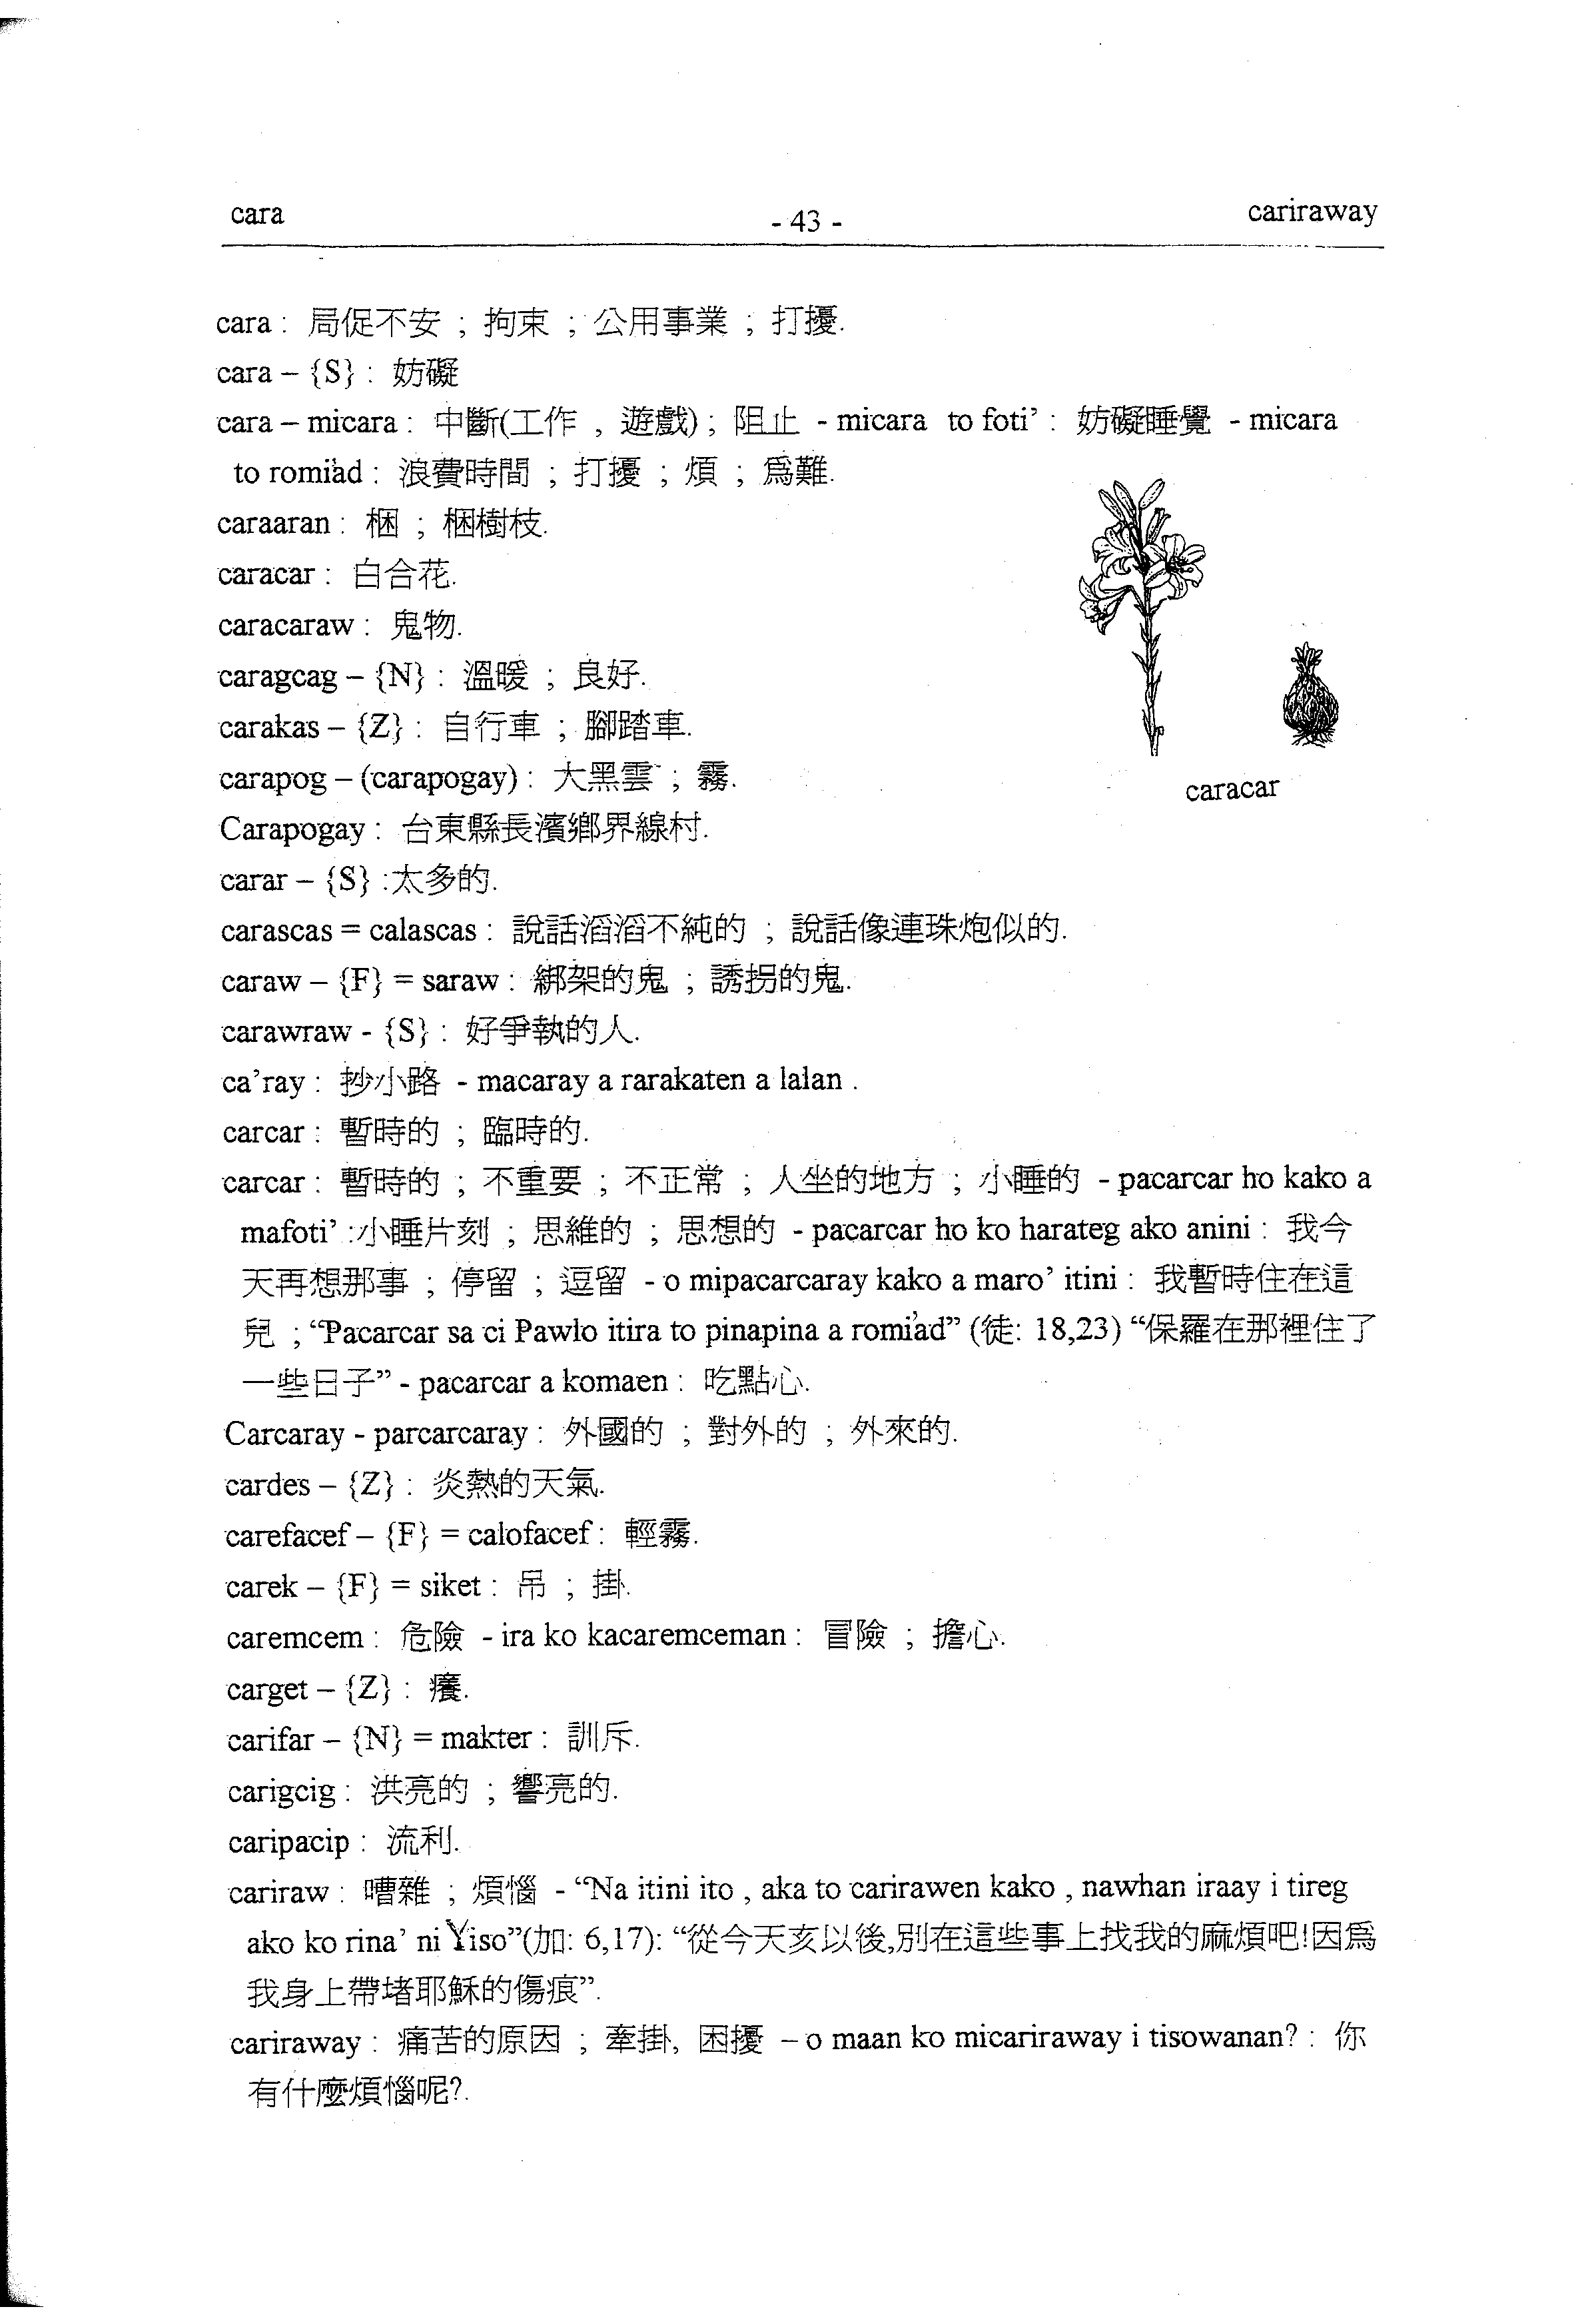 cara - 43 - cariraway
cara : 局促不安 ; 拘束 ; 公用事業 ; 打擾.
cara – {S} : 妨礙
cara – micara : 中斷(工作 , 遊戲) ; 阻止 - micara to foti’ : 妨礙睡覺 - micara
to romi’ad : 浪費時間 ; 打擾 ; 煩 ; 爲難.
caraaran : 梱 ; 梱樹枝.
caracar : 白合花.
caracaraw : 鬼物.
caragcag – {N} : 溫暖 ; 良好.
carakas – {Z} : 自行車 ; 腳踏車.
carapog – (carapogay) : 大黑雲 ; 霧.
caracar
Carapogay : 台東縣長濱鄉界線村.
carar – {S} :太多的.
carascas = calascas : 說話滔滔不純的 ; 說話像連珠炮似的.
caraw – {F} = saraw : 綁架的鬼 ; 誘拐的鬼.
carawraw - {S} : 好爭執的人.
ca’ray : 抄小路 - macaray a rarakaten a lalan .
carcar : 暫時的 ; 臨時的.
carcar : 暫時的 ; 不重要 ; 不正常 ; 人坐的地方 ; 小睡的 - pacarcar ho kako a
mafoti’ :小睡片刻 ; 思維的 ; 思想的 - pacarcar ho ko harateg ako anini : 我今
天再想那事 ; 停留 ; 逗留 - o mipacarcaray kako a maro’ itini : 我暫時住在這
兒 ; “Pacarcar sa ci Pawlo itira to pinapina a romi’ad” (徒: 18,23) “保羅在那裡住了
一些日子” - pacarcar a komaen : 吃點心.
Carcaray - parcarcaray : 外國的 ; 對外的 ; 外來的.
cardes – {Z} : 炎熱的天氣.
carefacef – {F} = calofacef : 輕霧.
carek – {F} = siket : 吊 ; 掛.
caremcem : 危險 - ira ko kacaremceman : 冒險 ; 擔心.
carget – {Z} : 癢.
carifar – {N} = makter : 訓斥.
carigcig : 洪亮的 ; 響亮的.
caripacip : 流利.
cariraw : 嘈雜 ; 煩惱 - “Na itini ito , aka to carirawen kako , nawhan iraay i tireg
ako ko rina’ ni Yiso”(加: 6,17): “從今天亥以後,別在這些事上找我的麻煩吧!因爲
我身上帶堵耶穌的傷痕”.
cariraway : 痛苦的原因 ; 牽掛, 困擾 – o maan ko micariraway i tisowanan? : 你
有什麼煩惱呢?.